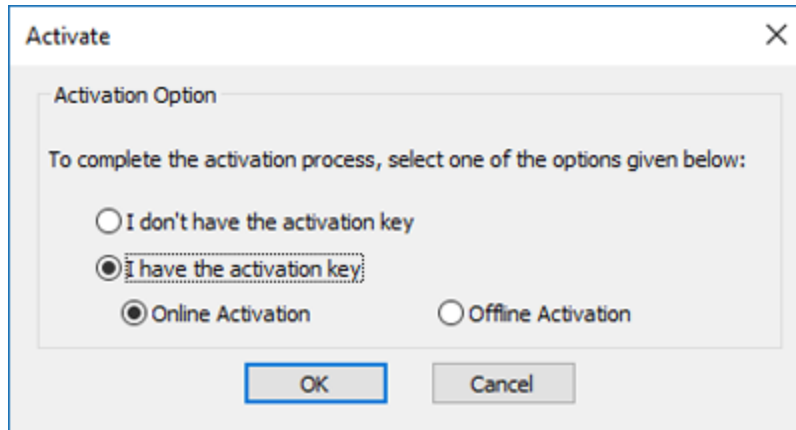 Activate
Activation Option
To complete the activation process, select one of the options given below:
I don't have the activation key
I have the activation key
Online Activation Offline Activation
OK Cancel